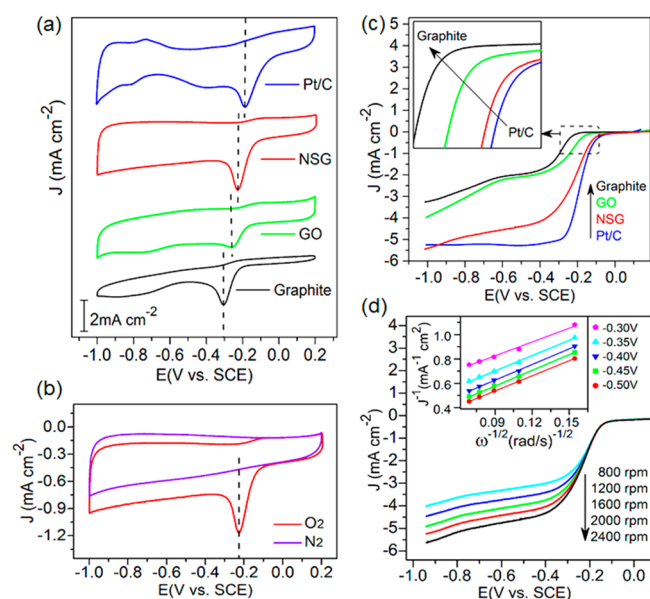 (a)
J (mA cm⁻²)
Pt/C
NSG
GO
Graphite
2mA cm⁻²
-1.0 -0.8 -0.6 -0.4 -0.2 0.0 0.2
E(V vs. SCE)
(b)
J (mA cm⁻²)
0.0
-0.3
-0.6
-0.9
-1.2
O2
N2
-1.0 -0.8 -0.6 -0.4 -0.2 0.0 0.2
E(V vs. SCE)
(c)
J (mA cm⁻²)
4
3
2
1
0
-1
-2
-3
-4
-5
-6
Graphite
Pt/C
Graphite
GO
NSG
Pt/C
-1.0 -0.8 -0.6 -0.4 -0.2 0.0
E(V vs. SCE)
(d)
J (mA cm⁻²)
4
3
2
1
0
-1
-2
-3
-4
-5
-6
J⁻¹(mA⁻¹ cm²)
1.0
0.8
0.6
0.4
0.09 0.12 0.15
ω⁻¹/²(rad/s)⁻¹/²
-0.30V
-0.35V
-0.40V
-0.45V
-0.50V
800 rpm
1200 rpm
1600 rpm
2000 rpm
2400 rpm
-1.0 -0.8 -0.6 -0.4 -0.2 0.0
E(V vs. SCE)